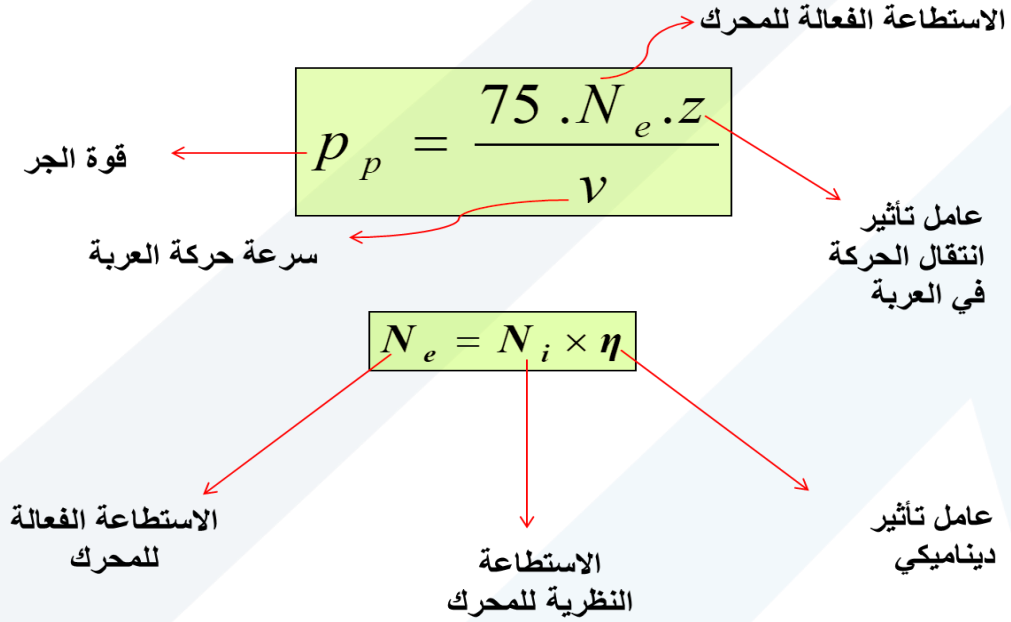 الاستطاعة الفعالة للمحرك
p_p = \frac{75 . N_e . z}{v}
قوة الجر
عامل تأثير
انتقال الحركة
في العربة
سرعة حركة العربة
N_e = N_i × η
الاستطاعة الفعالة
للمحرك
الاستطاعة
النظرية للمحرك
عامل تأثير
ديناميكي